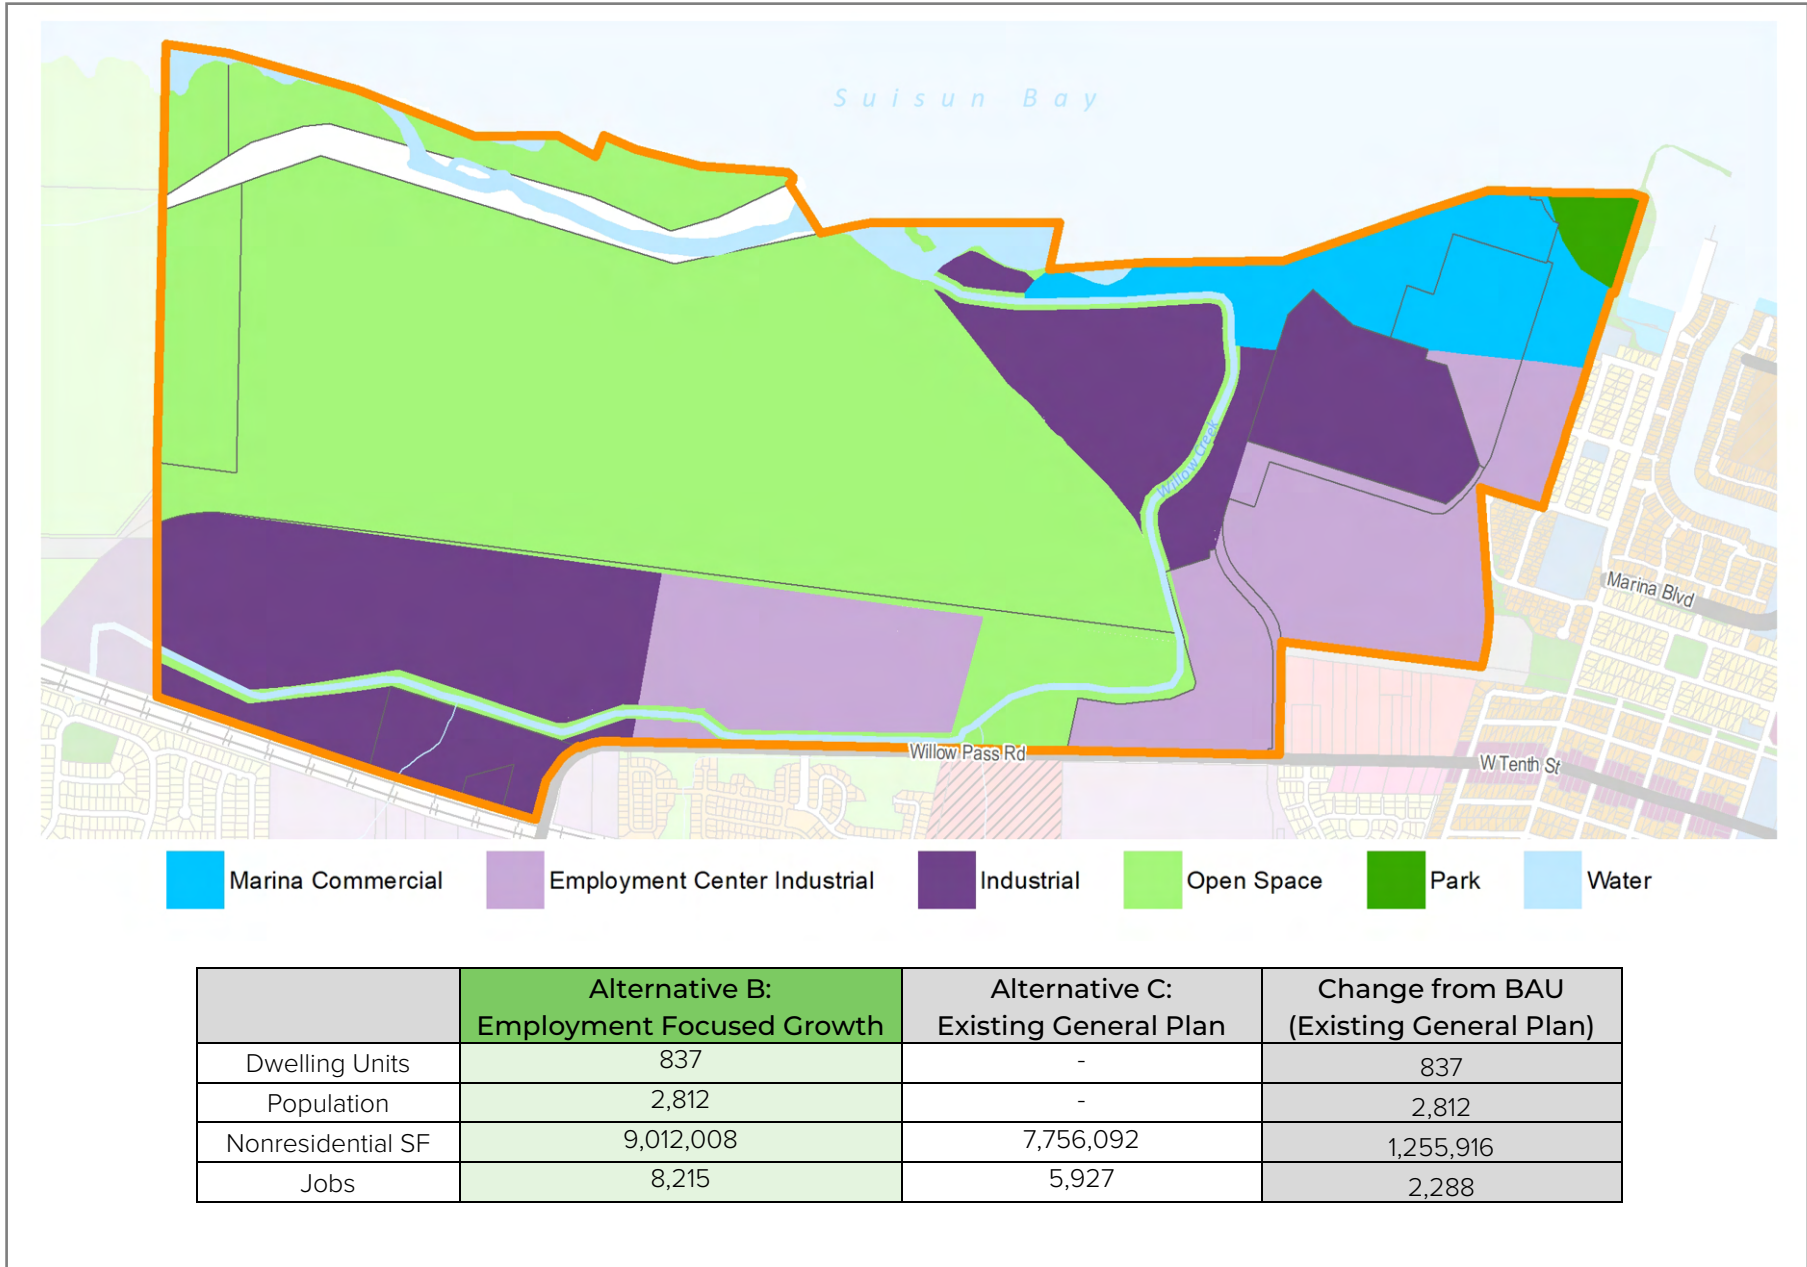 Suisun Bay
Willow Creek
Marina Blvd
Willow Pass Rd
W Tenth St
Marina Commercial
Employment Center Industrial
Industrial
Open Space
Park
Water
Alternative B:
Employment Focused Growth
Alternative C:
Existing General Plan
Change from BAU
(Existing General Plan)
Dwelling Units 837 - 837
Population 2,812 - 2,812
Nonresidential SF 9,012,008 7,756,092 1,255,916
Jobs 8,215 5,927 2,288